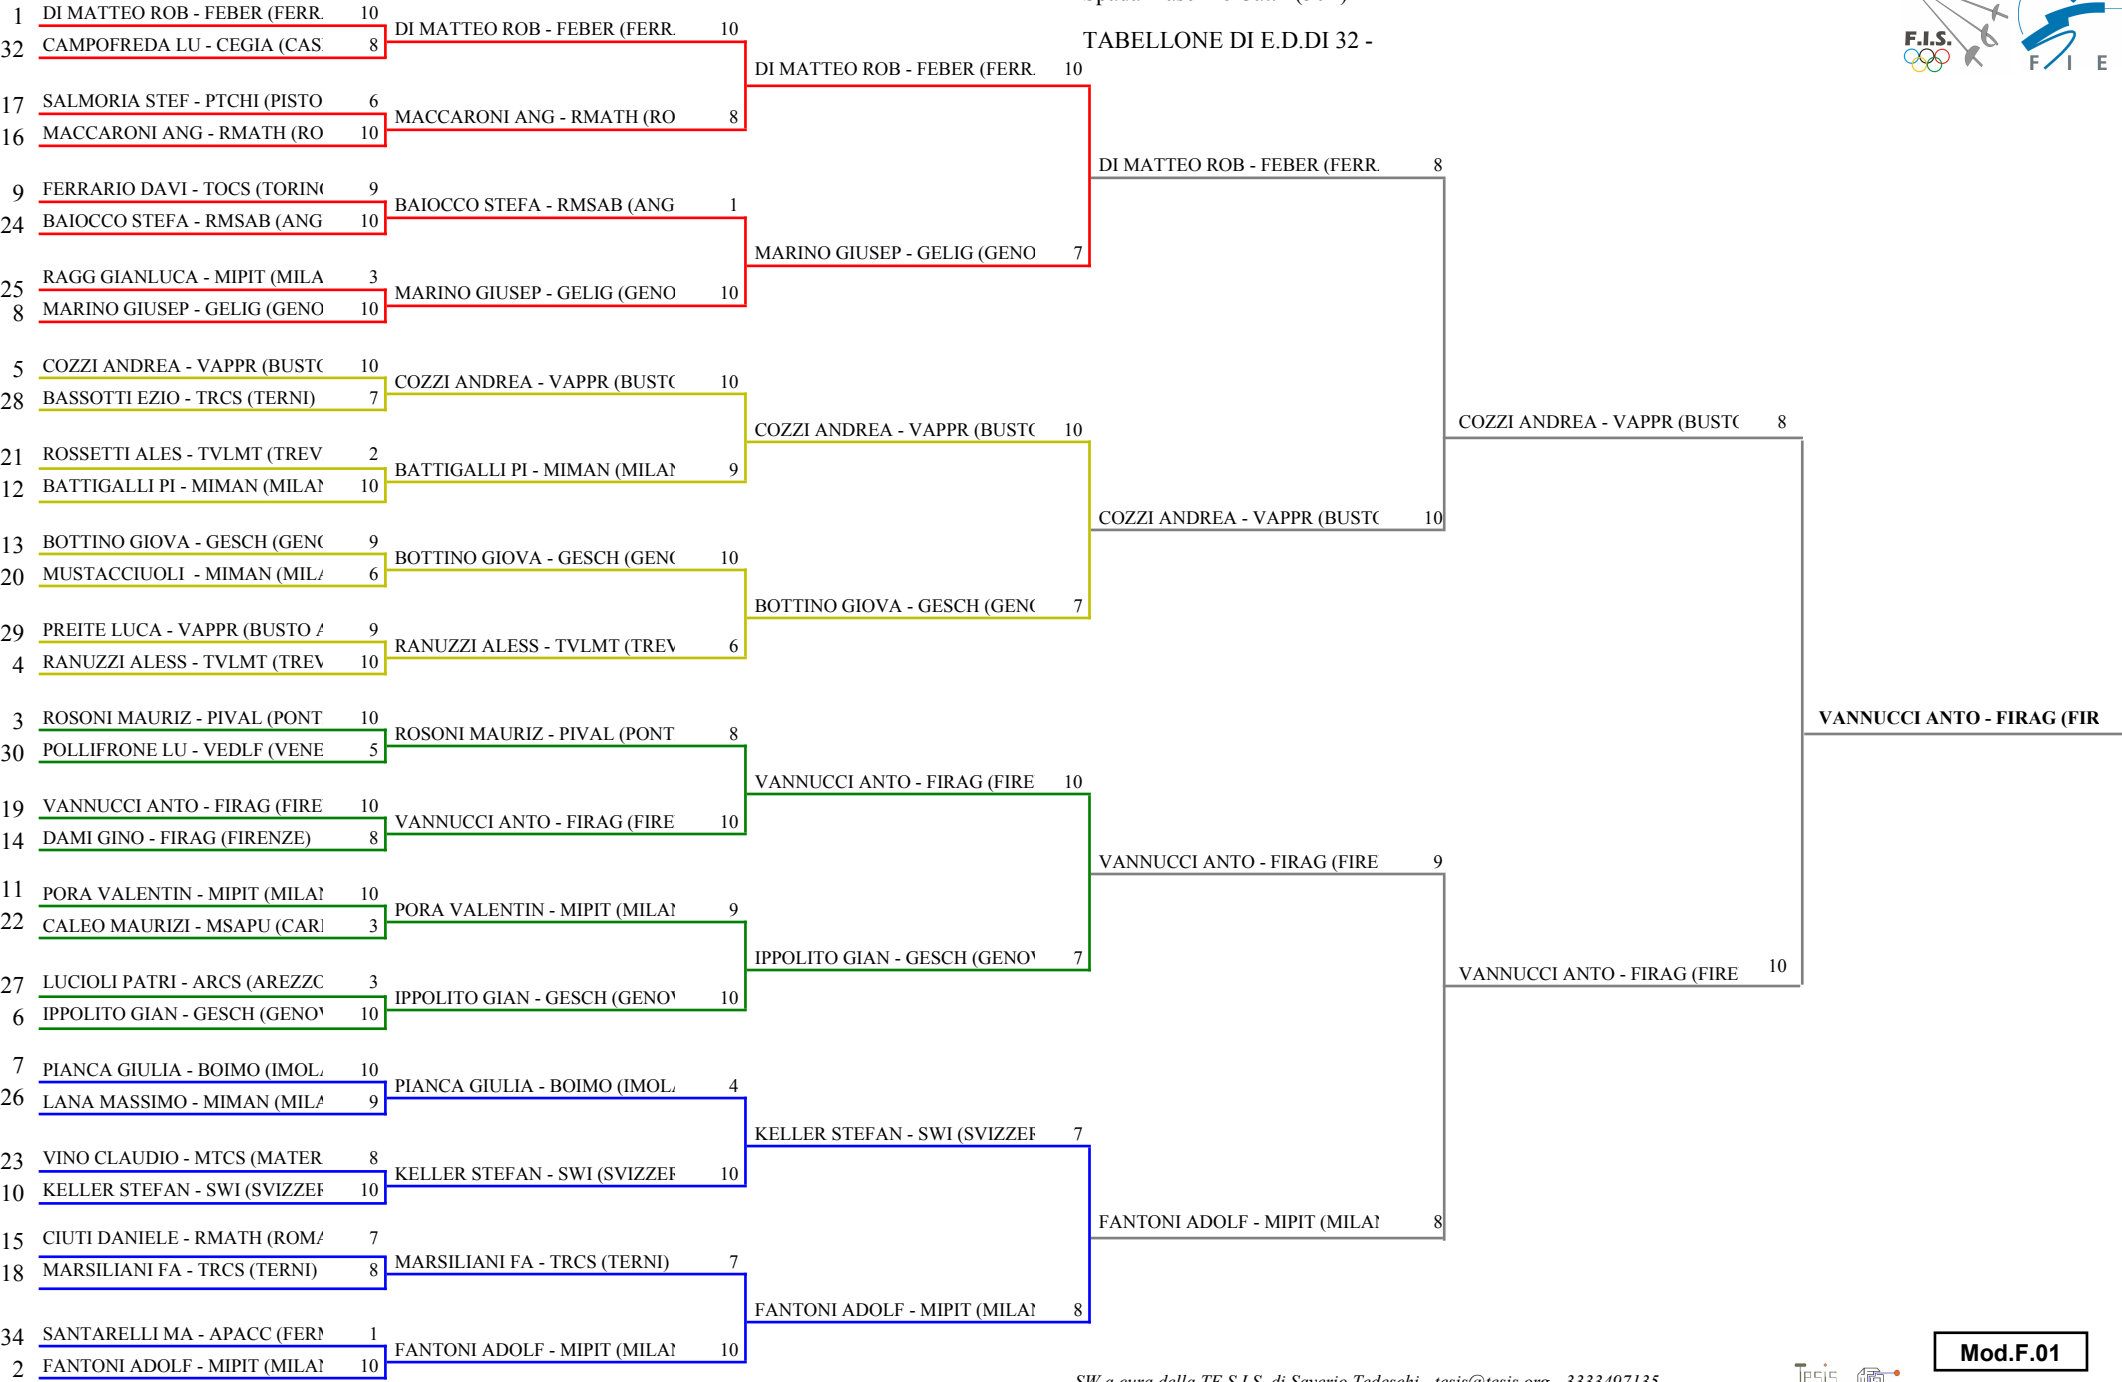 TABELLONE DI E.D.DI 32 -
F.I.S.
F I E
1 DI MATTEO ROB - FEBER (FERR. 10
32 CAMPOFREDA LU - CEGIA (CAS 8
17 SALMORIA STEF - PTCHI (PISTO 6
16 MACCARONI ANG - RMATH (RO 10
9 FERRARIO DAVI - TOCS (TORIN 9
24 BAIOCCO STEFA - RMSAB (ANG 10
25 RAGG GIANLUCA - MIPIT (MILA 3
8 MARINO GIUSEP - GELIG (GENO 10
5 COZZI ANDREA - VAPPR (BUST 10
28 BASSOTTI EZIO - TRCS (TERNI) 7
21 ROSSETTI ALES - TVLMT (TREV 2
12 BATTIGALLI PI - MIMAN (MILA 10
13 BOTTINO GIOVA - GESCH (GEN 9
20 MUSTACCIUOLI - MIMAN (MIL 6
29 PREITE LUCA - VAPPR (BUSTO 9
4 RANUZZI ALESS - TVLMT (TREV 10
3 ROSONI MAURIZ - PIVAL (PONT 10
30 POLLIFRONE LU - VEDLF (VENE 5
19 VANNUCCI ANTO - FIRAG (FIRE 10
14 DAMI GINO - FIRAG (FIRENZE) 8
11 PORA VALENTIN - MIPIT (MILA 10
22 CALEO MAURIZI - MSAPU (CAR 3
27 LUCIOLI PATRI - ARCS (AREZZO 3
6 IPPOLITO GIAN - GESCH (GENO 10
7 PIANCA GIULIA - BOIMO (IMOL 10
26 LANA MASSIMO - MIMAN (MILA 9
23 VINO CLAUDIO - MTCS (MATER 8
10 KELLER STEFAN - SWI (SVIZZE 10
15 CIUTI DANIELE - RMATH (ROM 7
18 MARSILIANI FA - TRCS (TERNI) 8
34 SANTARELLI MA - APACC (FER 1
2 FANTONI ADOLF - MIPIT (MILA 10
DI MATTEO ROB - FEBER (FERR. 10
MACCARONI ANG - RMATH (RO 8
BAIOCCO STEFA - RMSAB (ANG 1
MARINO GIUSEP - GELIG (GENO 10
COZZI ANDREA - VAPPR (BUST 10
BATTIGALLI PI - MIMAN (MILA 9
BOTTINO GIOVA - GESCH (GEN 10
RANUZZI ALESS - TVLMT (TREV 6
ROSONI MAURIZ - PIVAL (PONT 8
VANNUCCI ANTO - FIRAG (FIRE 10
PORA VALENTIN - MIPIT (MILA 9
IPPOLITO GIAN - GESCH (GENO 10
PIANCA GIULIA - BOIMO (IMOL 4
KELLER STEFAN - SWI (SVIZZE 10
MARSILIANI FA - TRCS (TERNI) 7
FANTONI ADOLF - MIPIT (MILA 10
DI MATTEO ROB - FEBER (FERR. 10
MARINO GIUSEP - GELIG (GENO 7
COZZI ANDREA - VAPPR (BUST 10
BOTTINO GIOVA - GESCH (GEN 7
VANNUCCI ANTO - FIRAG (FIRE 10
IPPOLITO GIAN - GESCH (GENO 7
KELLER STEFAN - SWI (SVIZZE 7
FANTONI ADOLF - MIPIT (MILA 8
DI MATTEO ROB - FEBER (FERR. 8
COZZI ANDREA - VAPPR (BUST 10
VANNUCCI ANTO - FIRAG (FIRE 9
FANTONI ADOLF - MIPIT (MILA 8
COZZI ANDREA - VAPPR (BUST 8
VANNUCCI ANTO - FIRAG (FIRE 10
VANNUCCI ANTO - FIRAG (FIR
Mod.F.01
SW a cura della TE.S.I.S. di Saverio Tedeschi - tesis@tesis.org - 3333497135
Tesis